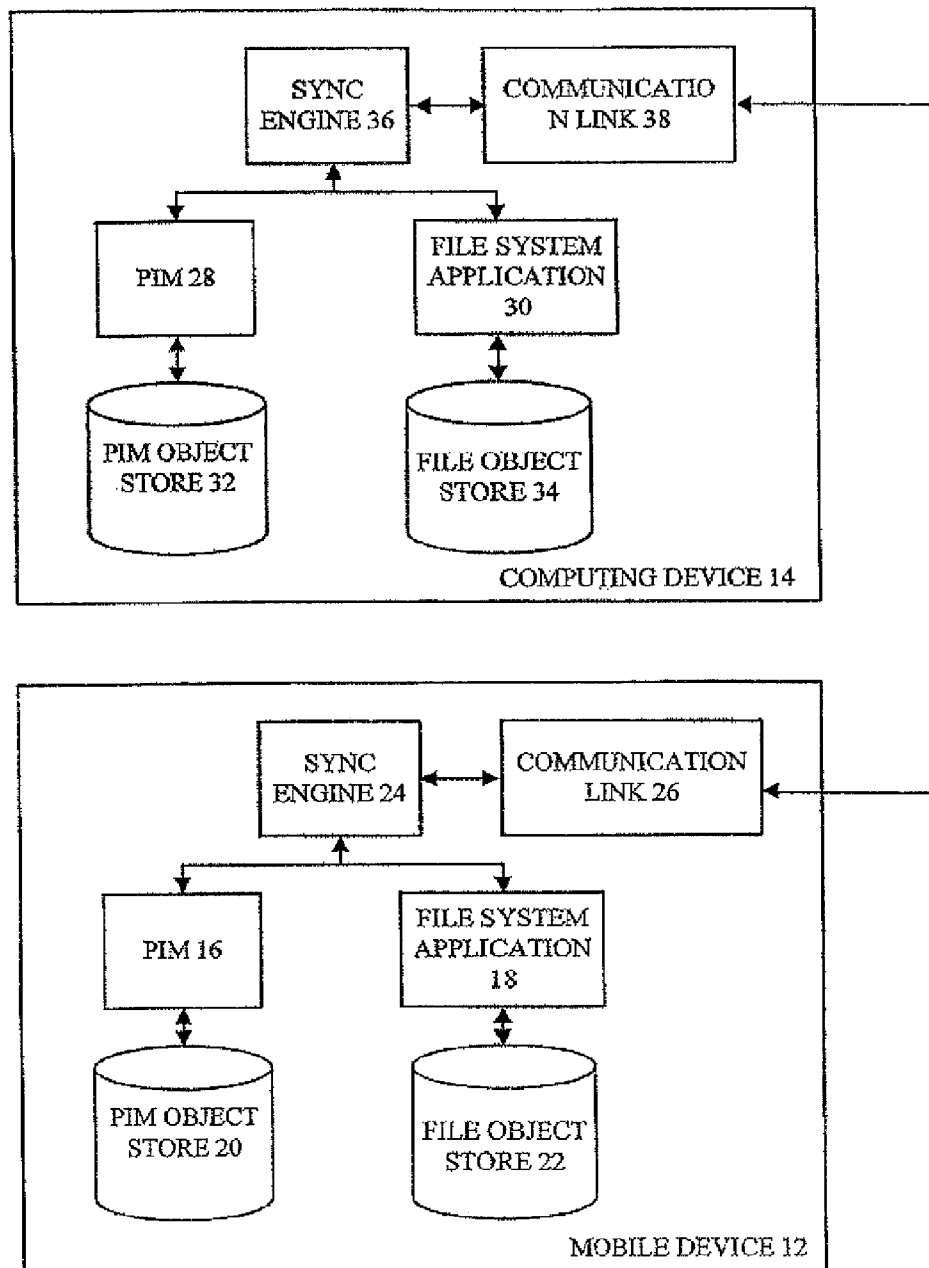 SYNC
ENGINE 36
COMMUNICATIO
N LINK 38
PIM 28
FILE SYSTEM
APPLICATION
30
PIM OBJECT
STORE 32
FILE OBJECT
STORE 34
COMPUTING DEVICE 14
SYNC
ENGINE 24
COMMUNICATION
LINK 26
PIM 16
FILE SYSTEM
APPLICATION
18
PIM OBJECT
STORE 20
FILE OBJECT
STORE 22
MOBILE DEVICE 12